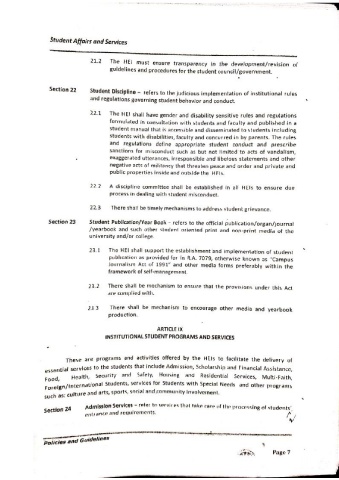 Student Affairs and Services
21.2 The HEI must ensure transparency in the development/revision of
guidelines and procedures for the student council/government.
Section 22 Student Discipline – refers to the judicious implementation of institutional rules
and regulations governing student behavior and conduct.
22.1 The HEI shall have gender and disability sensitive rules and regulations
formulated in consultation with students and faculty and published in a
student manual that is accessible and disseminated to students including
students with disabilities, faculty and concurred in by parents. The rules
and regulations define appropriate student conduct and prescribe
sanctions for misconduct such as but not limited to acts of vandalism,
exaggerated utterances, irresponsible and libelous statements and other
negative acts of militancy that threaten peace and order and private and
public properties inside and outside the HEIs.
22.2 A discipline committee shall be established in all HEIs to ensure due
process in dealing with student misconduct.
22.3 There shall be timely mechanisms to address student grievance.
Section 23 Student Publication/Year Book – refers to the official publication/organ/journal
/yearbook and such other student oriented print and non-print media of the
university and/or college.
23.1 The HEI shall support the establishment and implementation of student
publication as provided for in R.A. 7079, otherwise known as "Campus
Journalism Act of 1991" and other media forms preferably within the
framework of self-management.
23.2 There shall be mechanism to ensure that the provisions under this Act
are complied with.
23.3 There shall be mechanism to encourage other media and yearbook
production.
ARTICLE IX
INSTITUTIONAL STUDENT PROGRAMS AND SERVICES
These are programs and activities offered by the HEIs to facilitate the delivery of
essential services to the students that include Admission, Scholarship and Financial Assistance,
Food, Health, Security and Safety, Housing and Residential Services, Multi-Faith,
Foreign/International Students, services for Students with Special Needs and other programs
such as: culture and arts, sports, social and community involvement.
Section 24 Admission Services – refer to services that take care of the processing of students'
entrance and requirements.
Policies and Guidelines
Page 7